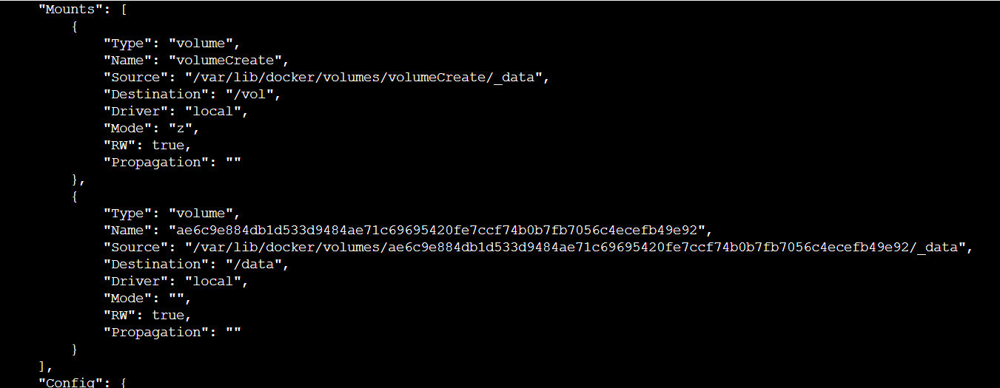 "Mounts": [
{
"Type": "volume",
"Name": "volumeCreate",
"Source": "/var/lib/docker/volumes/volumeCreate/_data",
"Destination": "/vol",
"Driver": "local",
"Mode": "z",
"RW": true,
"Propagation": ""
},
{
"Type": "volume",
"Name": "ae6c9e884db1d533d9484ae71c69695420fe7ccf74b0b7fb7056c4ecefb49e92",
"Source": "/var/lib/docker/volumes/ae6c9e884db1d533d9484ae71c69695420fe7ccf74b0b7fb7056c4ecefb49e92/_data",
"Destination": "/data",
"Driver": "local",
"Mode": "",
"RW": true,
"Propagation": ""
}
],
"Config": {